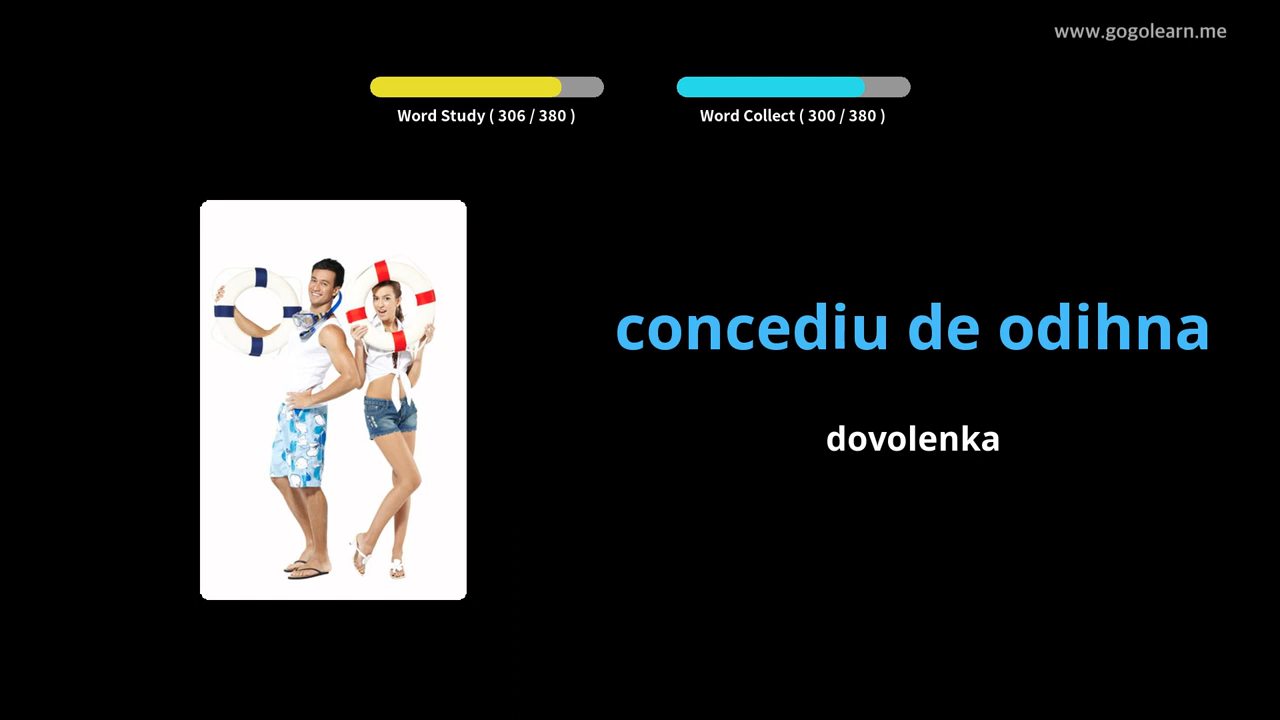 www.gogolearn.me
Word Study ( 306 / 380 )
Word Collect ( 300 / 380 )
concediu de odihna
dovolenka